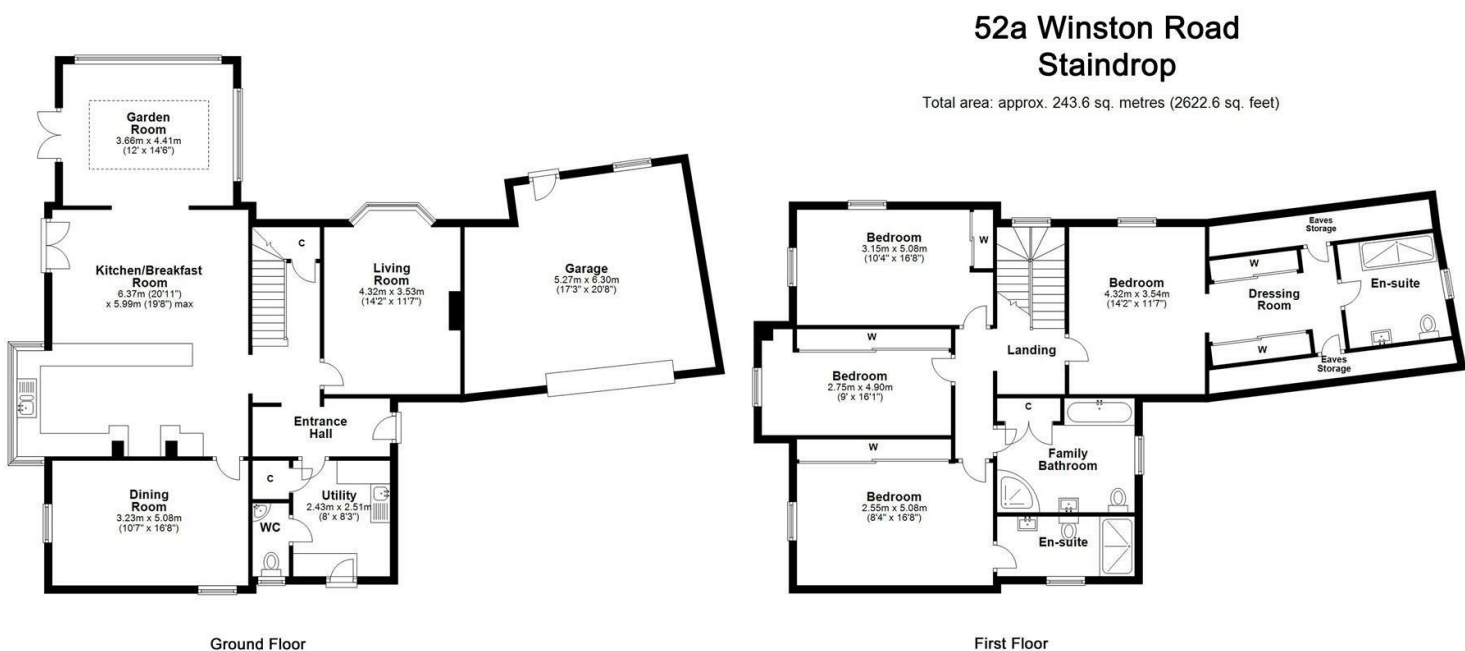 52a Winston Road
Staindrop
Total area: approx. 243.6 sq. metres (2622.6 sq. feet)
Garden
Room
3.66m x 4.41m
(12' x 14'6")
Kitchen/Breakfast
Room
6.37m (20'11")
x 5.99m (19'8") max
C
Living
Room
4.32m x 3.53m
(14'2" x 11'7")
Garage
5.27m x 6.30m
(17'3" x 20'8")
Entrance
Hall
Dining
Room
3.23m x 5.08m
(10'7" x 16'8")
C
WC
Utility
2.43m x 2.51m
(8' x 8'3")
Ground Floor
Bedroom
3.15m x 5.08m
(10'4" x 16'8")
W
Bedroom
4.32m x 3.54m
(14'2" x 11'7")
Eaves
Storage
W
Dressing
Room
W
En-suite
Eaves
Storage
Landing
W
Bedroom
2.75m x 4.90m
(9' x 16'1")
W
Bedroom
2.55m x 5.08m
(8'4" x 16'8")
C
Family
Bathroom
En-suite
First Floor